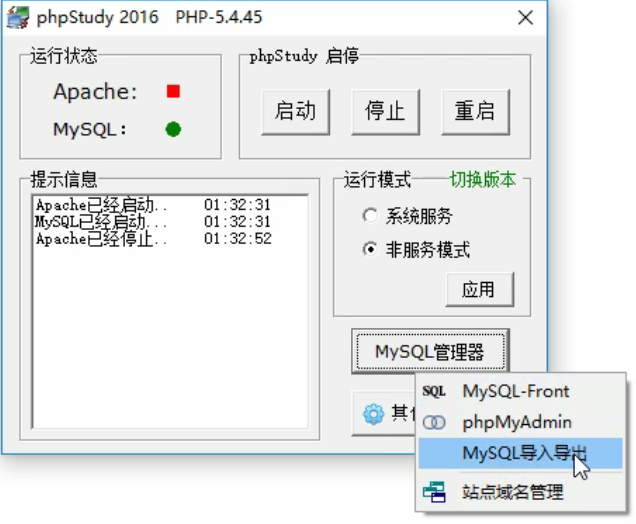 phpStudy 2016 PHP-5.4.45
运行状态
Apache:
MySQL:
phpStudy 启停
启动 停止 重启
提示信息
Apache已经启动.. 01:32:31
MySQL已经启动... 01:32:31
Apache已经停止.. 01:32:52
运行模式 切换版本
系统服务
非服务模式
应用
MySQL管理器
其
SQL MySQL-Front
phpMyAdmin
MySQL导入导出
站点域名管理